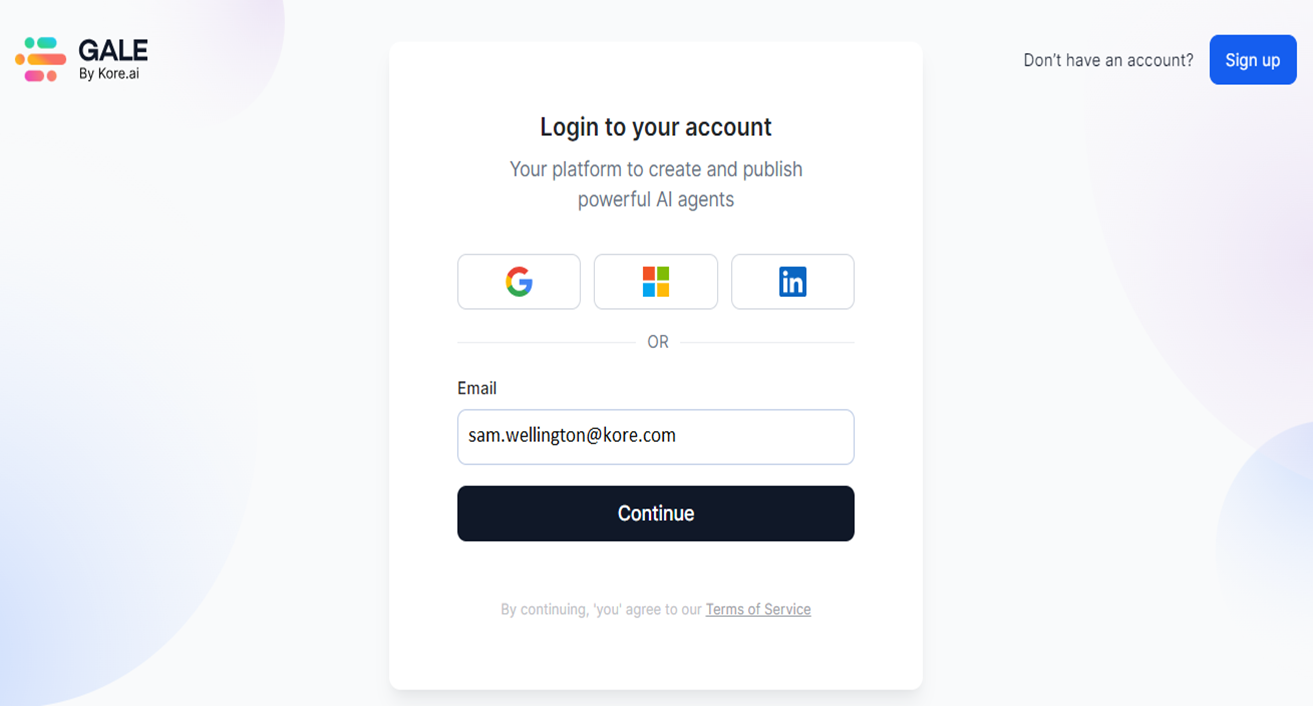 GALE
By Kore.ai
Don't have an account?
Sign up
Login to your account
Your platform to create and publish
powerful AI agents
OR
Email
sam.wellington@kore.com
Continue
By continuing, 'you' agree to our Terms of Service